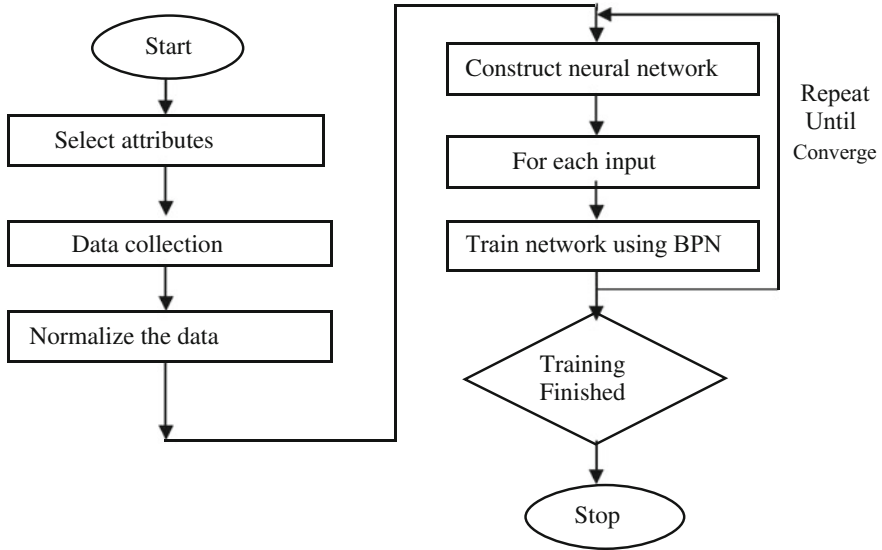 Start
Select attributes
Data collection
Normalize the data
Construct neural network
For each input
Train network using BPN
Repeat
Until
Converge
Training
Finished
Stop